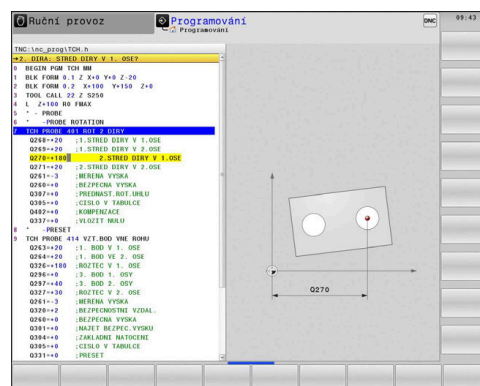 Ruční provoz
Programování
Programování
DNC
09:43
TNC:\nc_prog\TCH.h
→2. DIRA: STRED DIRY V 1. OSE?
0 BEGIN PGM TCH MM
1 BLK FORM 0.1 Z X+0 Y+0 Z-20
2 BLK FORM 0.2 X+100 Y+150 Z+0
3 TOOL CALL 22 Z S250
4 L Z+100 R0 FMAX
5 * - PROBE
6 * -PROBE ROTATION
7 TCH PROBE 401 ROT 2 DIRY
Q268=+20 ;1.STRED DIRY V 1.OSE
Q269=+20 ;1.STRED DIRY V 2.OSE
Q270=+180 2.STRED DIRY V 1.OSE
Q271=+20 ;2.STRED DIRY V 2.OSE
Q261=-3 ;MERENA VYSKA
Q260=+0 ;BEZPECNA VYSKA
Q307=+0 ;PREDNAST.ROT.UHLU
Q305=+0 ;CISLO V TABULCE
Q402=+0 ;KOMPENZACE
Q337=+0 ;VLOZIT NULU
8 * -PRESET
9 TCH PROBE 414 VZT.BOD VNE ROHU
Q263=+20 ;1. BOD V 1. OSE
Q264=+20 ;1. BOD VE 2. OSE
Q326=+180 ;ROZTEC V 1. OSE
Q296=+0 ;3. BOD 1. OSY
Q297=+40 ;3. BOD 2. OSY
Q327=+30 ;ROZTEC V 2. OSE
Q261=-3 ;MERENA VYSKA
Q320=+2 ;BEZPECNOSTNI VZDAL.
Q260=+0 ;BEZPECNA VYSKA
Q301=+0 ;NAJET BEZPEC.VYSKU
Q304=+0 ;ZAKLADNI NATOCENI
Q305=+0 ;CISLO V TABULCE
Q331=+0 ;PRESET
Q270